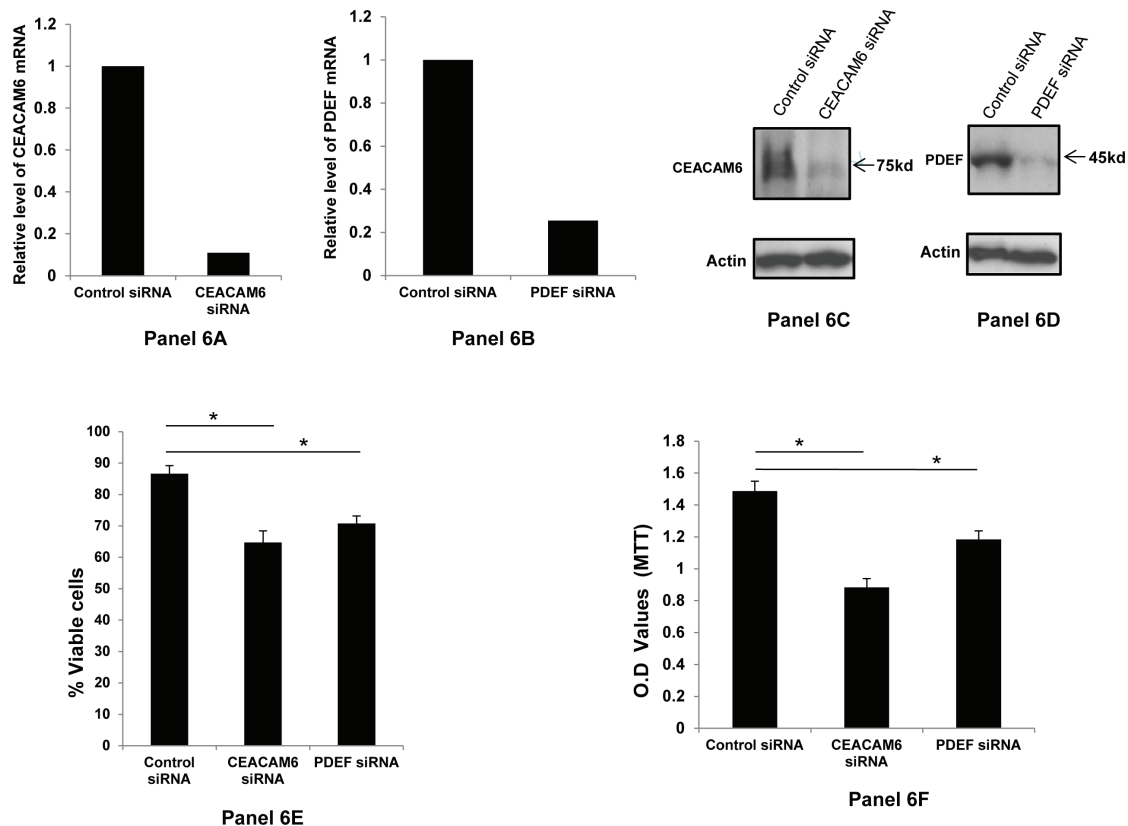 Relative level of CEACAM6 mRNA
1.2
1
0.8
0.6
0.4
0.2
0
Control siRNA
CEACAM6
siRNA
Panel 6A
Relative level of PDEF mRNA
1.2
1
0.8
0.6
0.4
0.2
0
Control siRNA
PDEF siRNA
Panel 6B
Control siRNA
CEACAM6 siRNA
CEACAM6
75kd
Actin
Panel 6C
Control siRNA
PDEF siRNA
PDEF
45kd
Actin
Panel 6D
% Viable cells
100
90
80
70
60
50
40
30
20
10
0
*
*
Control
siRNA
CEACAM6
siRNA
PDEF siRNA
Panel 6E
O.D Values (MTT)
1.8
1.6
1.4
1.2
1
0.8
0.6
0.4
0.2
0
*
*
Control siRNA
CEACAM6
siRNA
PDEF siRNA
Panel 6F